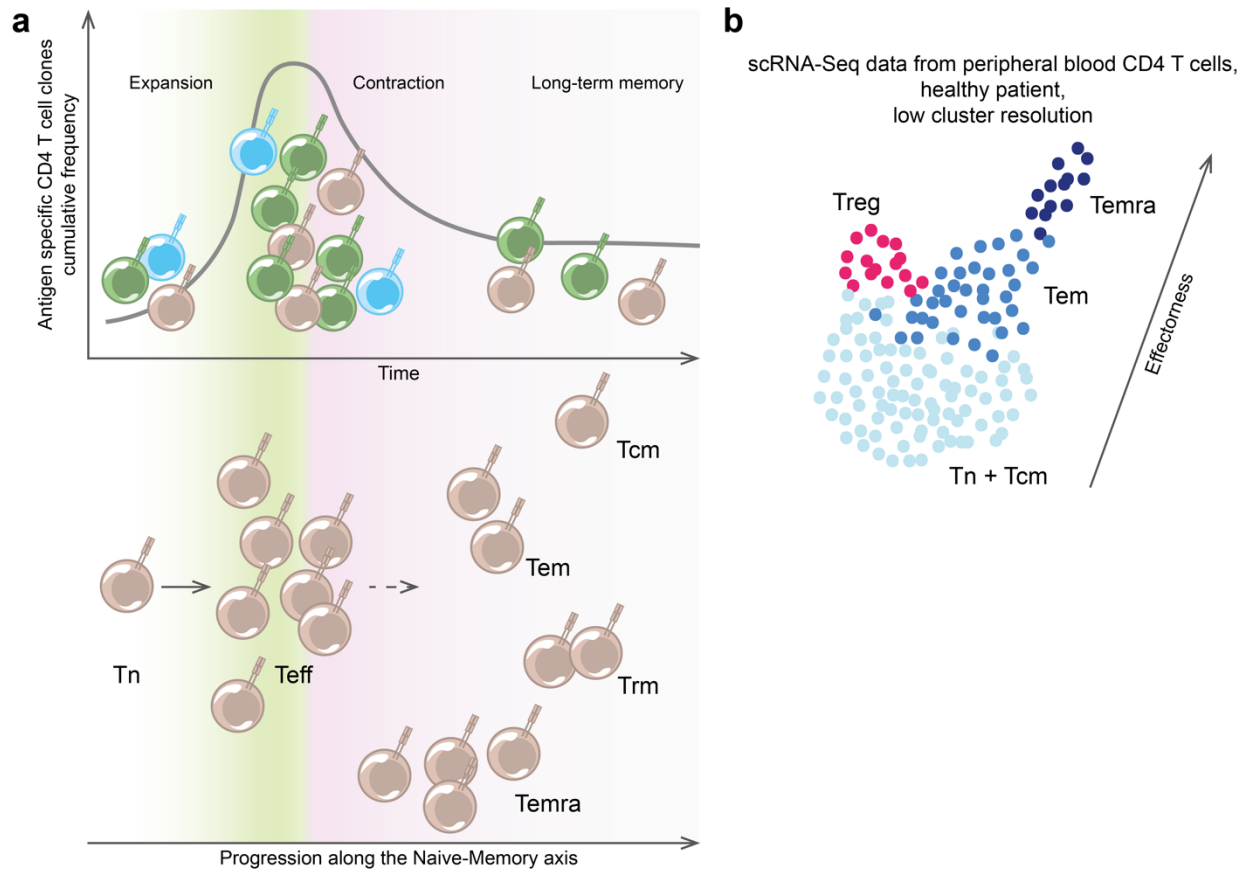 a
Antigen specific CD4 T cell clones
cumulative frequency
Expansion
Contraction
Long-term memory
Time
Tcm
Tem
Tn
Teff
Trm
Temra
Progression along the Naive-Memory axis
b
scRNA-Seq data from peripheral blood CD4 T cells,
healthy patient,
low cluster resolution
Treg
Temra
Tem
Effectorness
Tn + Tcm